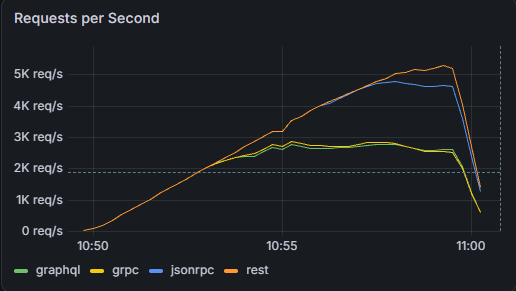 Requests per Second
5K req/s
4K req/s
3K req/s
2K req/s
1K req/s
0 req/s
10:50 10:55 11:00
graphql grpc jsonrpc rest